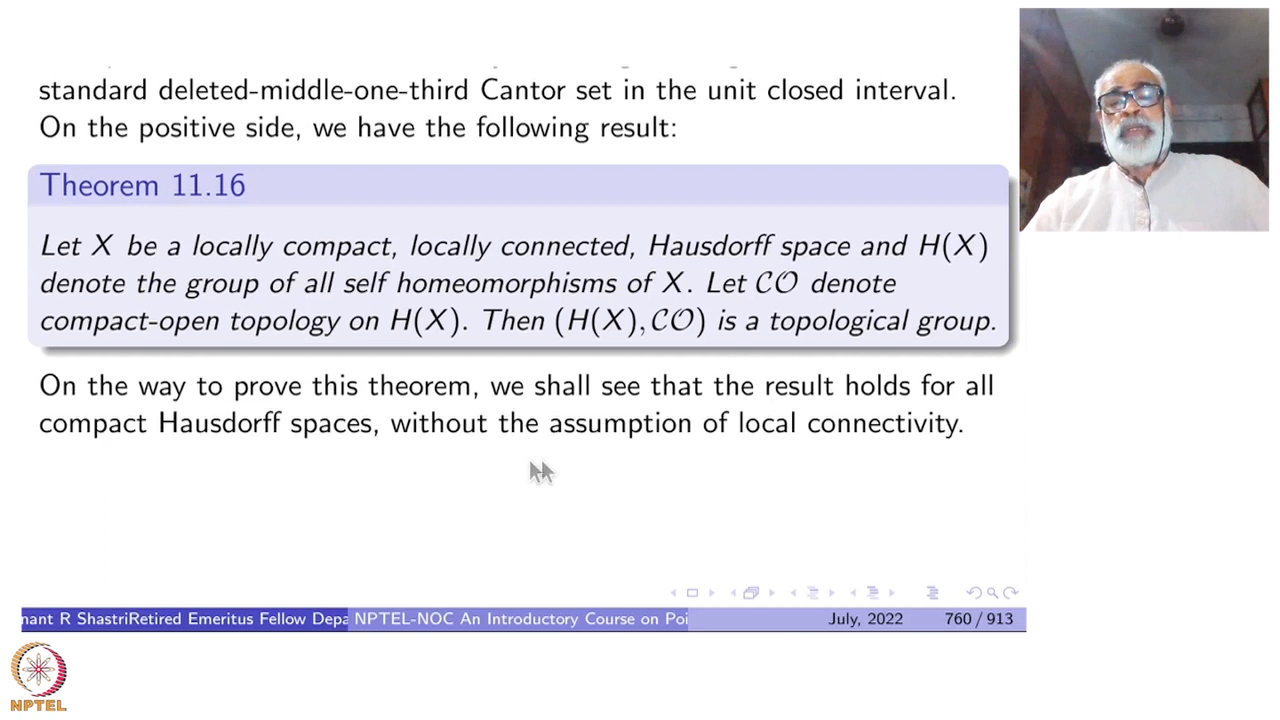 standard deleted-middle-one-third Cantor set in the unit closed interval.
On the positive side, we have the following result:
Theorem 11.16
Let X be a locally compact, locally connected, Hausdorff space and H(X)
denote the group of all self homeomorphisms of X. Let 𝒞𝒪 denote
compact-open topology on H(X). Then (H(X), 𝒞𝒪) is a topological group.
On the way to prove this theorem, we shall see that the result holds for all
compact Hausdorff spaces, without the assumption of local connectivity.
nant R ShastriRetired Emeritus Fellow Depa NPTEL-NOC An Introductory Course on Poi July, 2022 760 / 913
NPTEL